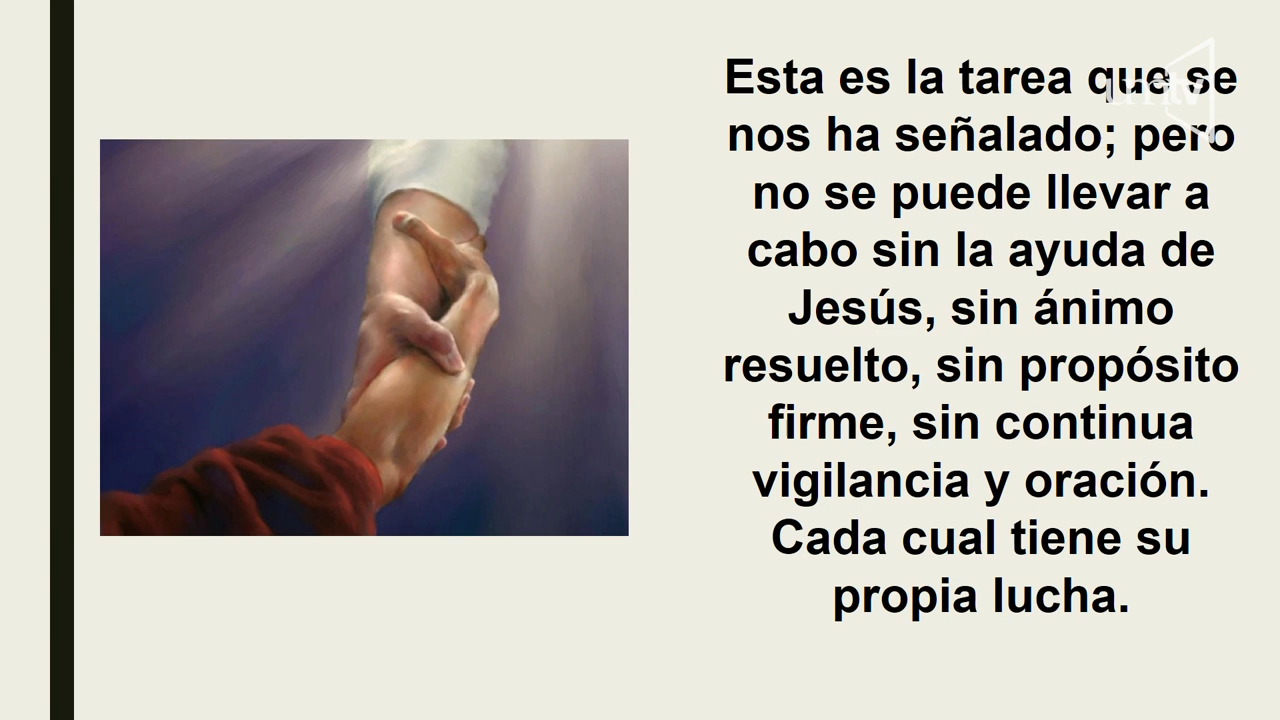 Esta es la tarea que se
nos ha señalado; pero
no se puede llevar a
cabo sin la ayuda de
Jesús, sin ánimo
resuelto, sin propósito
firme, sin continua
vigilancia y oración.
Cada cual tiene su
propia lucha.